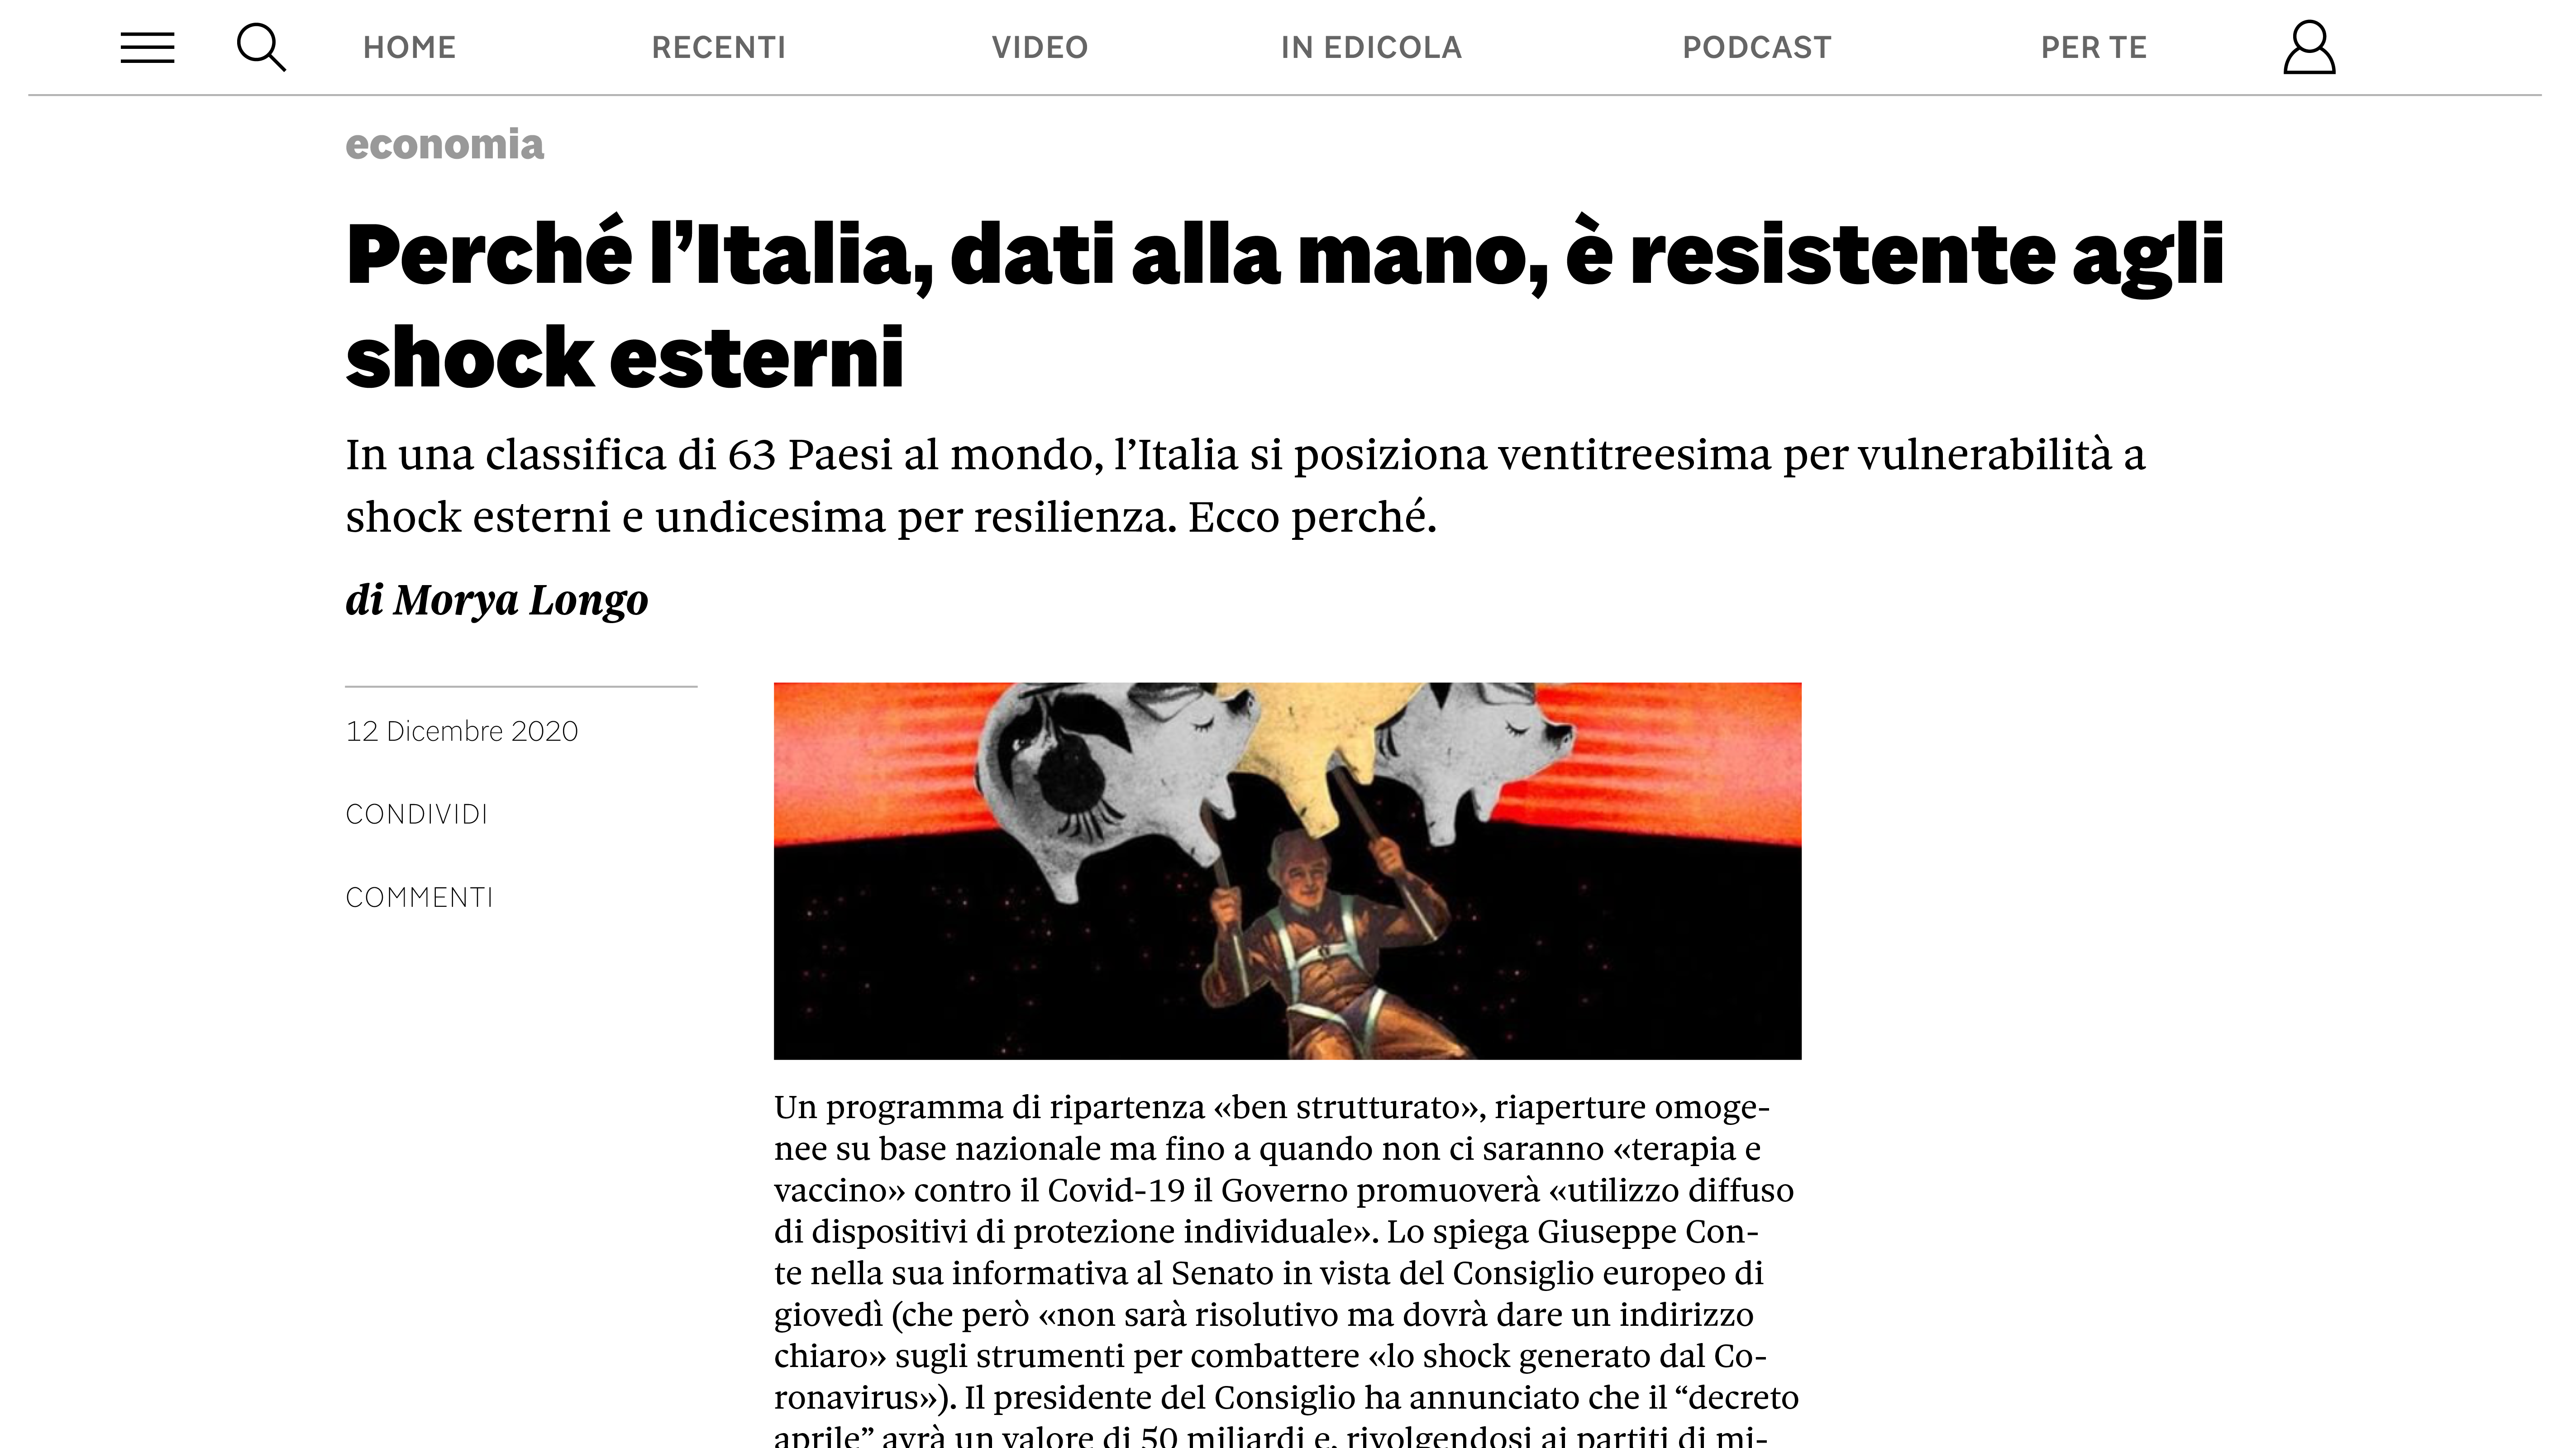 HOME RECENTI VIDEO IN EDICOLA PODCAST PER TE
economia
Perché l’Italia, dati alla mano, è resistente agli
shock esterni
In una classifica di 63 Paesi al mondo, l’Italia si posiziona ventitreesima per vulnerabilità a
shock esterni e undicesima per resilienza. Ecco perché.
di Morya Longo
12 Dicembre 2020
CONDIVIDI
COMMENTI
Un programma di ripartenza «ben strutturato», riaperture omoge-
nee su base nazionale ma fino a quando non ci saranno «terapia e
vaccino» contro il Covid-19 il Governo promuoverà «utilizzo diffuso
di dispositivi di protezione individuale». Lo spiega Giuseppe Con-
te nella sua informativa al Senato in vista del Consiglio europeo di
giovedì (che però «non sarà risolutivo ma dovrà dare un indirizzo
chiaro» sugli strumenti per combattere «lo shock generato dal Co-
ronavirus»). Il presidente del Consiglio ha annunciato che il “decreto
aprile” avrà un valore di 50 miliardi e, rivolgendosi ai partiti di mi-